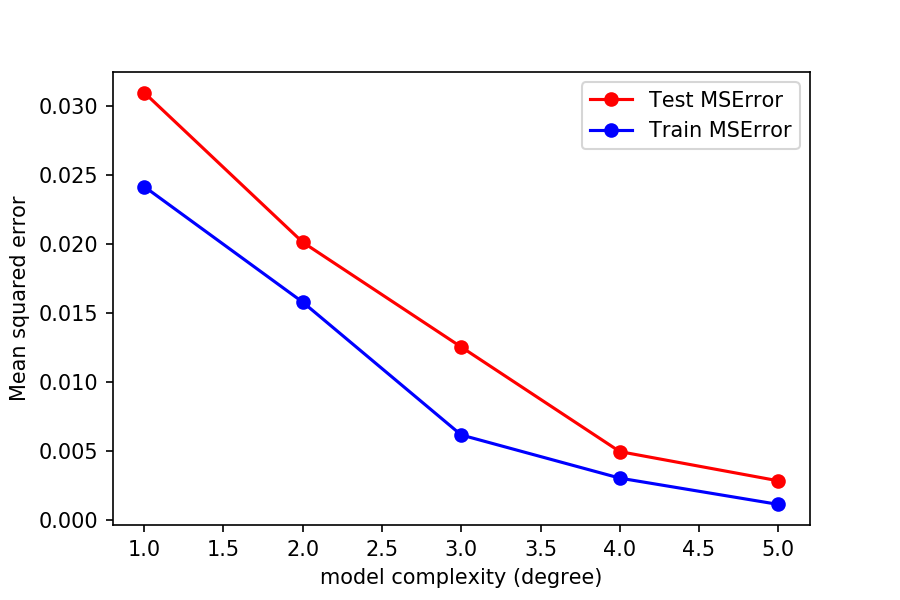 Test MSError
Train MSError
0.030
0.025
0.020
0.015
0.010
0.005
0.000
Mean squared error
1.0 1.5 2.0 2.5 3.0 3.5 4.0 4.5 5.0
model complexity (degree)